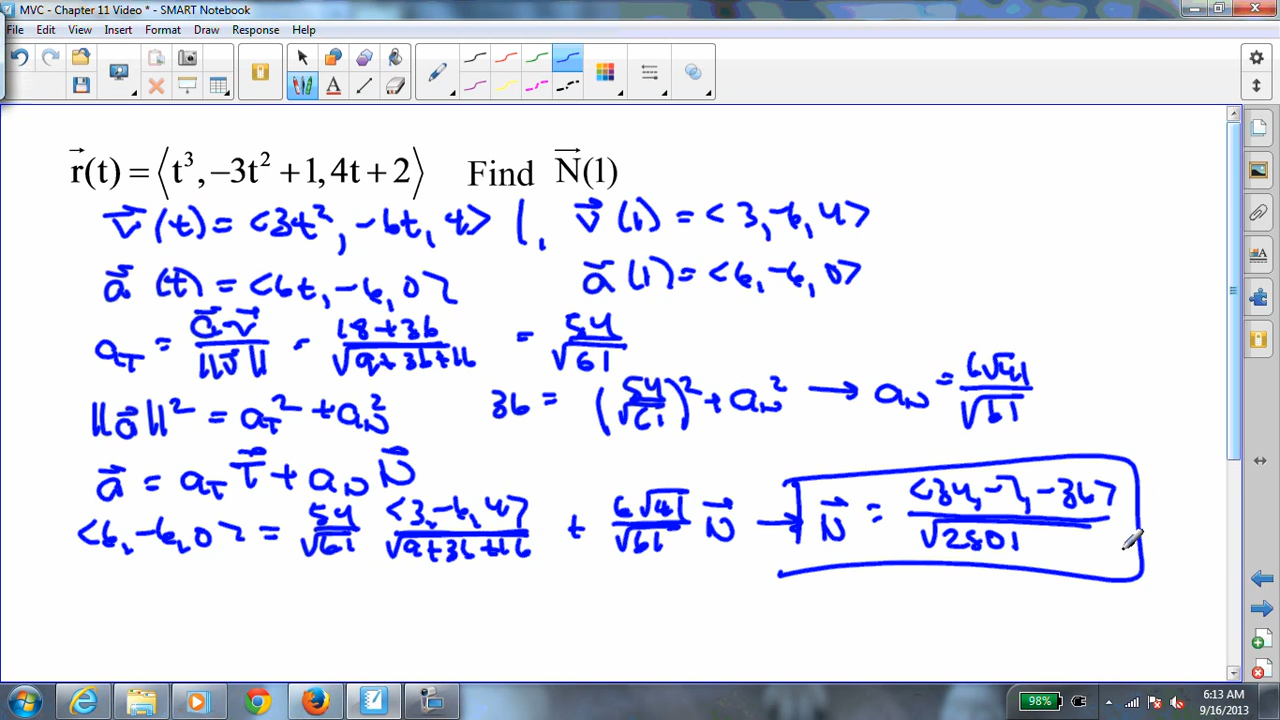 MVC - Chapter 11 Video * - SMART Notebook
File Edit View Insert Format Draw Response Help
r⃗(t) = ⟨t³, −3t² + 1, 4t + 2⟩ Find N⃗(1)
v⃗(t) = <3t², -6t, 4> | v⃗(1) = <3, -6, 4>
a⃗(t) = <6t, -6, 0> a⃗(1) = <6, -6, 0>
a_T = a⃗·v⃗/||v⃗|| = 18+36/√9+36+16 = 54/√61
||a⃗||² = a_T² + a_N² 36 = (54/√61)² + a_N² → a_N = 6√41/√61
a⃗ = a_T T⃗ + a_N N⃗
<6, -6, 0> = 54/√61 <3, -6, 4>/√9+36+16 + 6√41/√61 N⃗ → N⃗ = <34, -7, -36>/√2501
98% 6:13 AM
9/16/2013